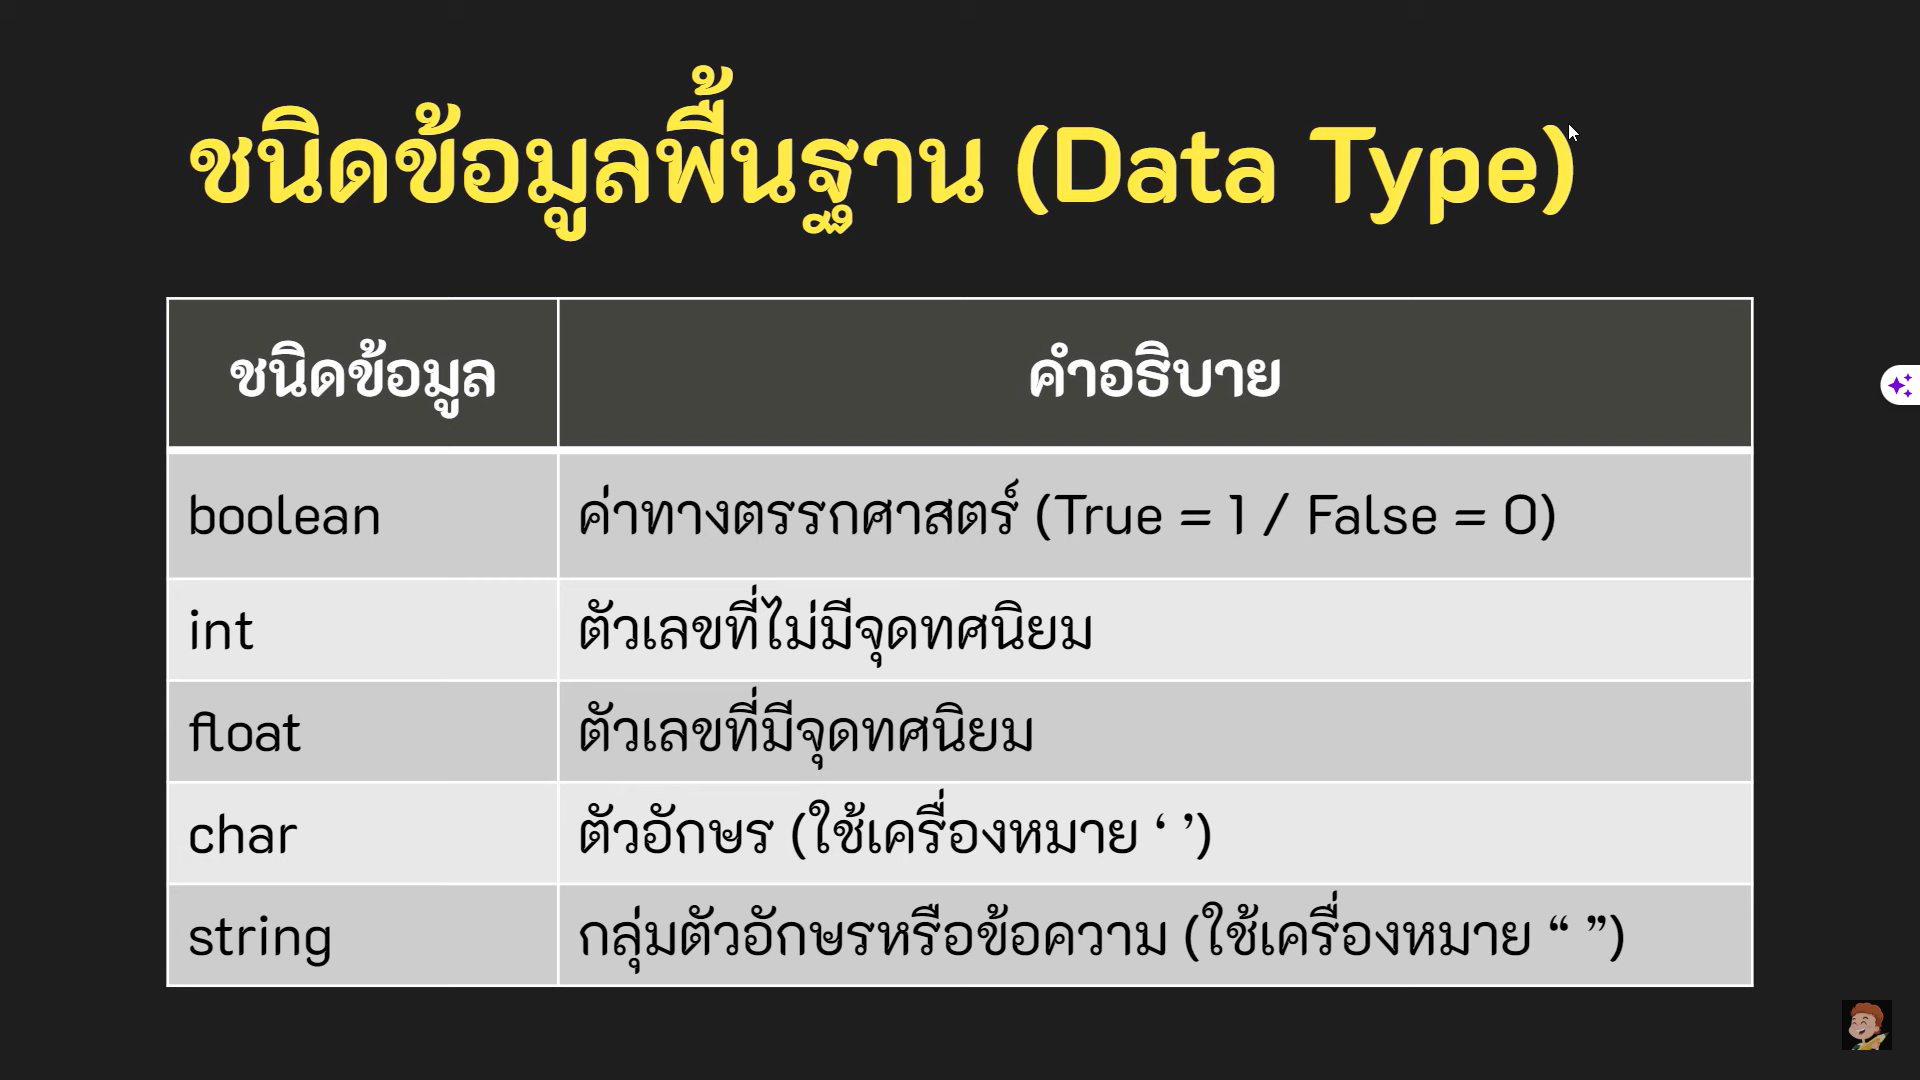 ชนิดข้อมูลพื้นฐาน (Data Type)
ชนิดข้อมูล
คำอธิบาย
boolean
ค่าทางตรรกศาสตร์ (True = 1 / False = 0)
int
ตัวเลขที่ไม่มีจุดทศนิยม
float
ตัวเลขที่มีจุดทศนิยม
char
ตัวอักษร (ใช้เครื่องหมาย ‘ ’)
string
กลุ่มตัวอักษรหรือข้อความ (ใช้เครื่องหมาย “ ”)